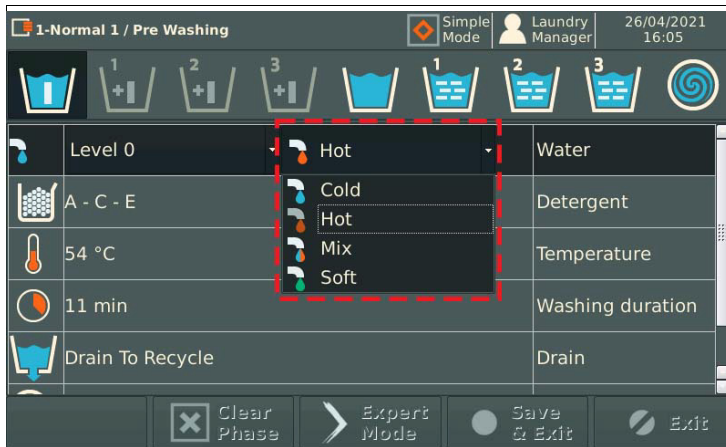 1-Normal 1 / Pre Washing
Simple
Mode
Laundry
Manager
26/04/2021
16:05
1
2
3
1
2
3
Level 0
Hot
Water
Cold
Hot
Mix
Soft
A - C - E
Detergent
54 °C
Temperature
11 min
Washing duration
Drain To Recycle
Drain
Clear
Phase
Expert
Mode
Save
& Exit
Exit